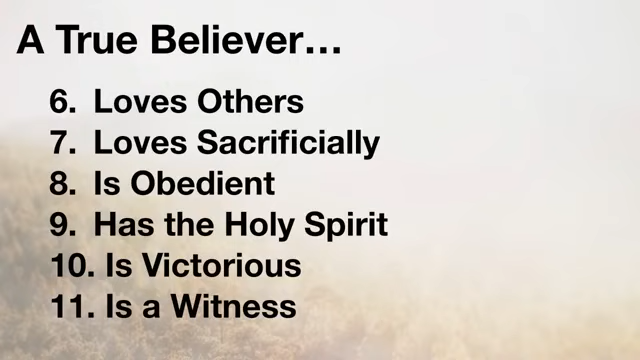 A True Believer...
6. Loves Others
7. Loves Sacrificially
8. Is Obedient
9. Has the Holy Spirit
10. Is Victorious
11. Is a Witness